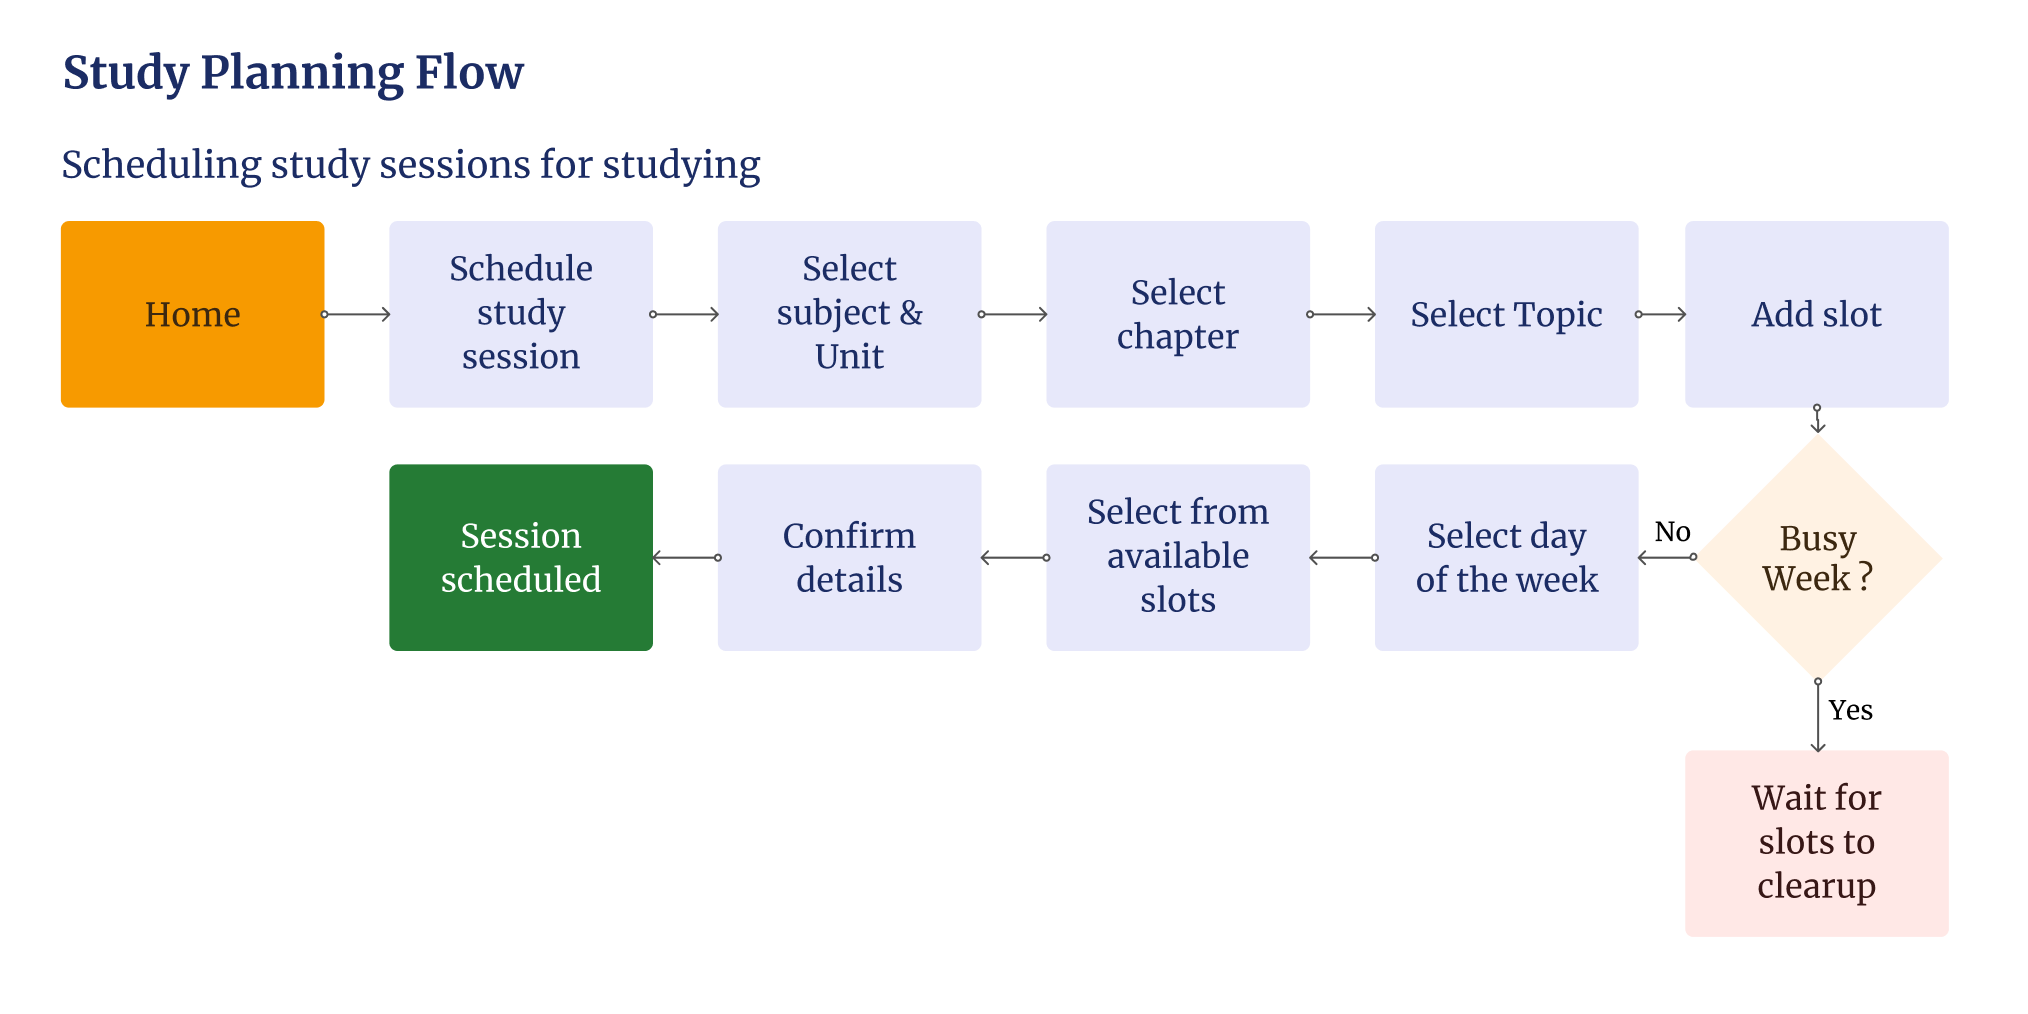 Study Planning Flow
Scheduling study sessions for studying
Home
Schedule
study
session
Select
subject &
Unit
Select
chapter
Select Topic
Add slot
Busy
Week ?
No
Select day
of the week
Select from
available
slots
Confirm
details
Session
scheduled
Yes
Wait for
slots to
clearup